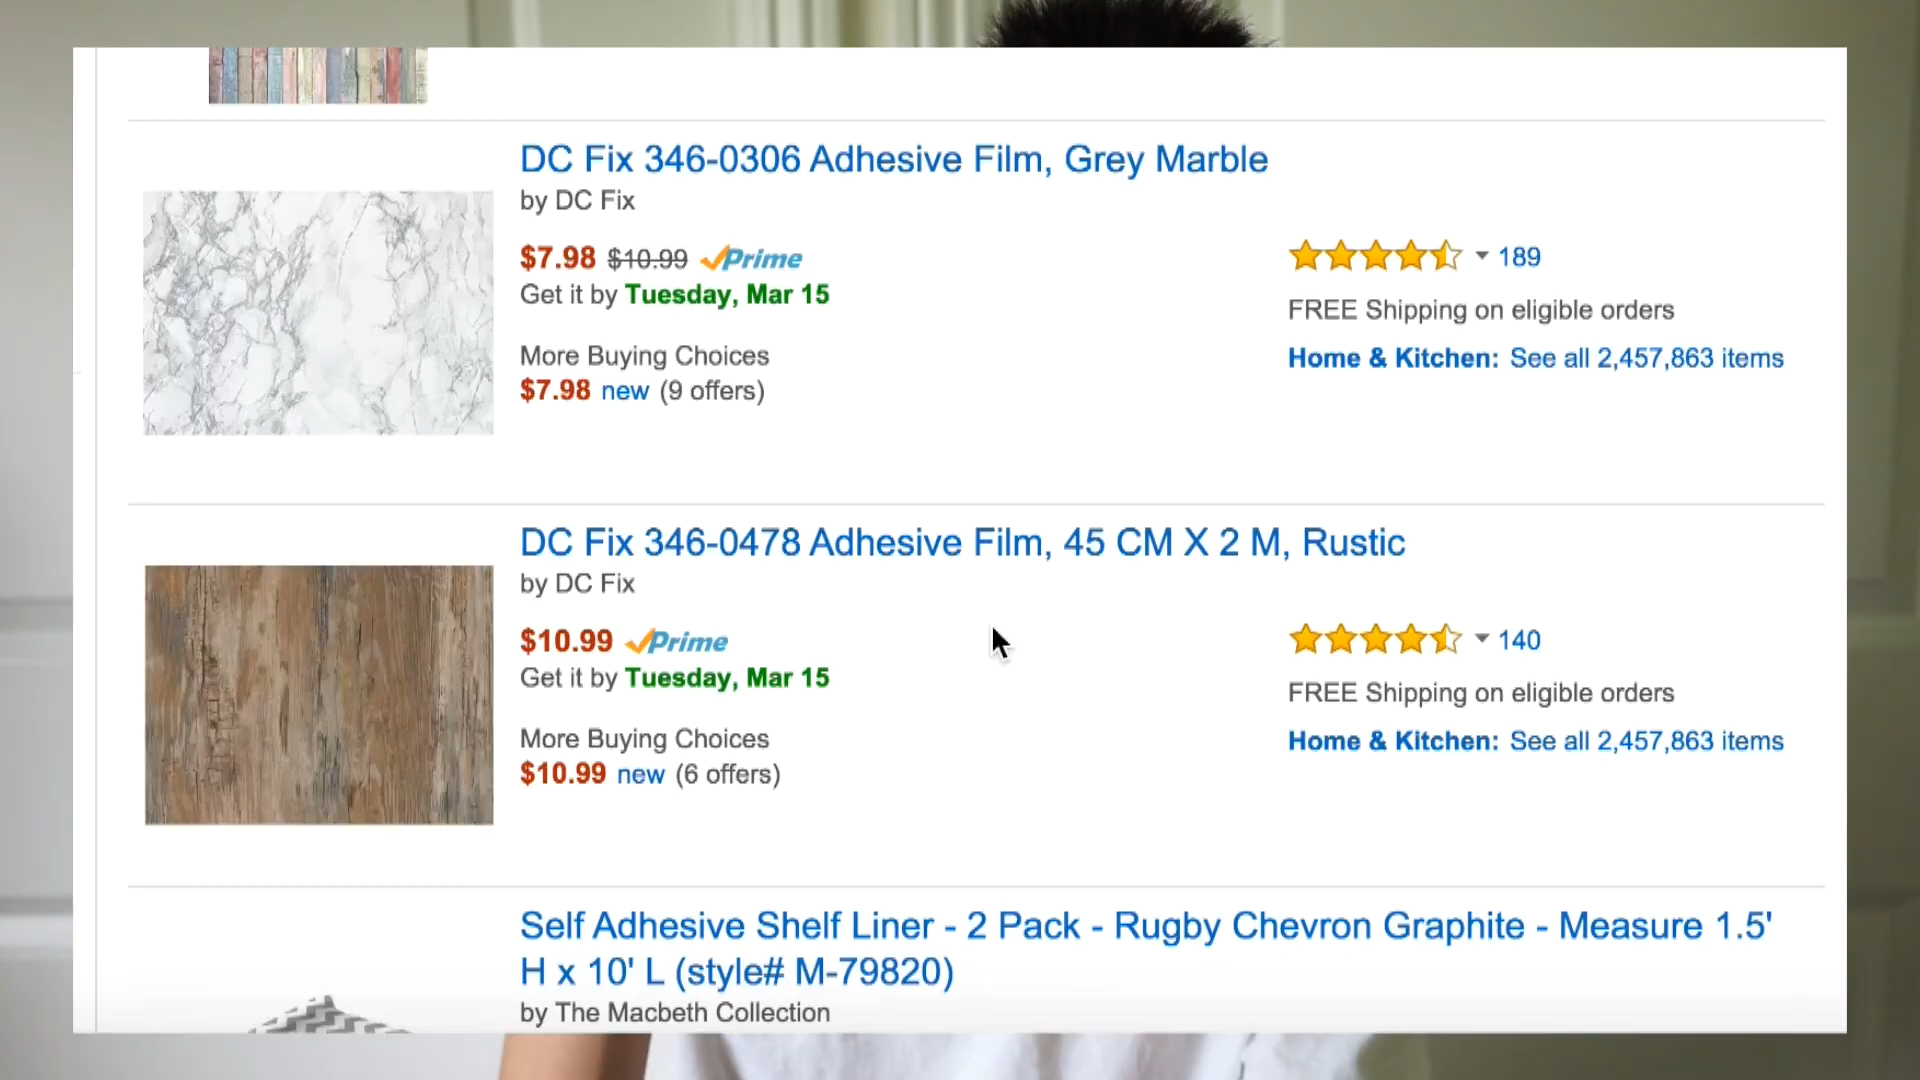 DC Fix 346-0306 Adhesive Film, Grey Marble
by DC Fix
$7.98 $10.99 Prime
Get it by Tuesday, Mar 15
More Buying Choices
$7.98 new (9 offers)
189
FREE Shipping on eligible orders
Home & Kitchen: See all 2,457,863 items
DC Fix 346-0478 Adhesive Film, 45 CM X 2 M, Rustic
by DC Fix
$10.99 Prime
Get it by Tuesday, Mar 15
More Buying Choices
$10.99 new (6 offers)
140
FREE Shipping on eligible orders
Home & Kitchen: See all 2,457,863 items
Self Adhesive Shelf Liner - 2 Pack - Rugby Chevron Graphite - Measure 1.5'
H x 10' L (style# M-79820)
by The Macbeth Collection